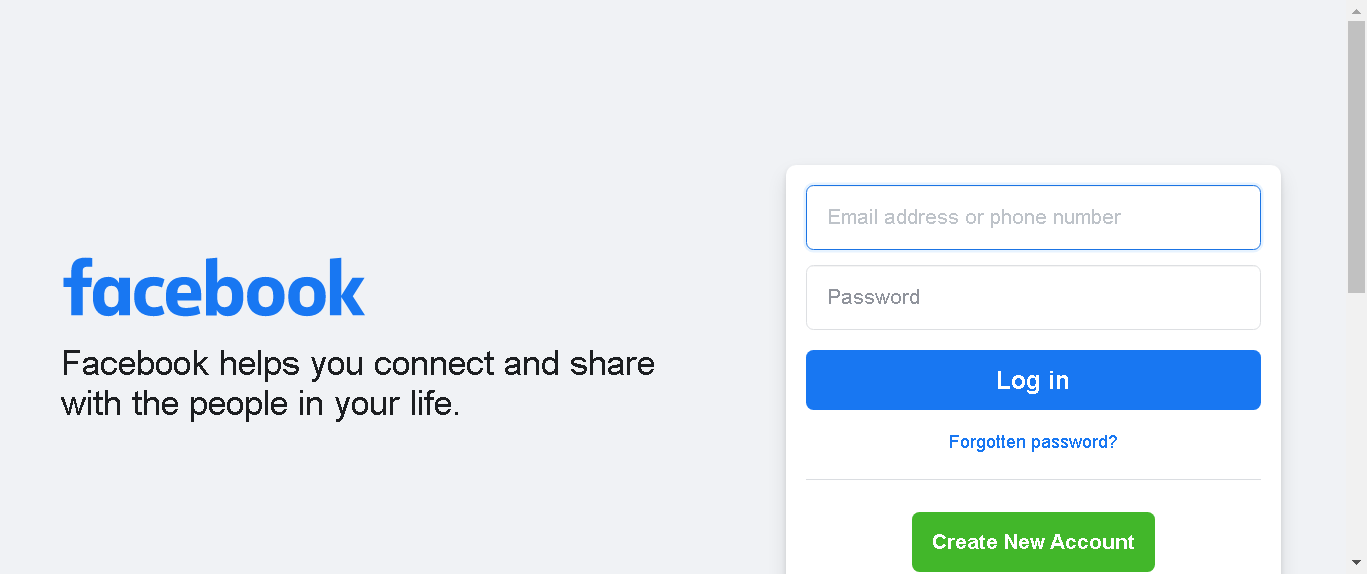 facebook
Facebook helps you connect and share
with the people in your life.
Email address or phone number
Password
Log in
Forgotten password?
Create New Account